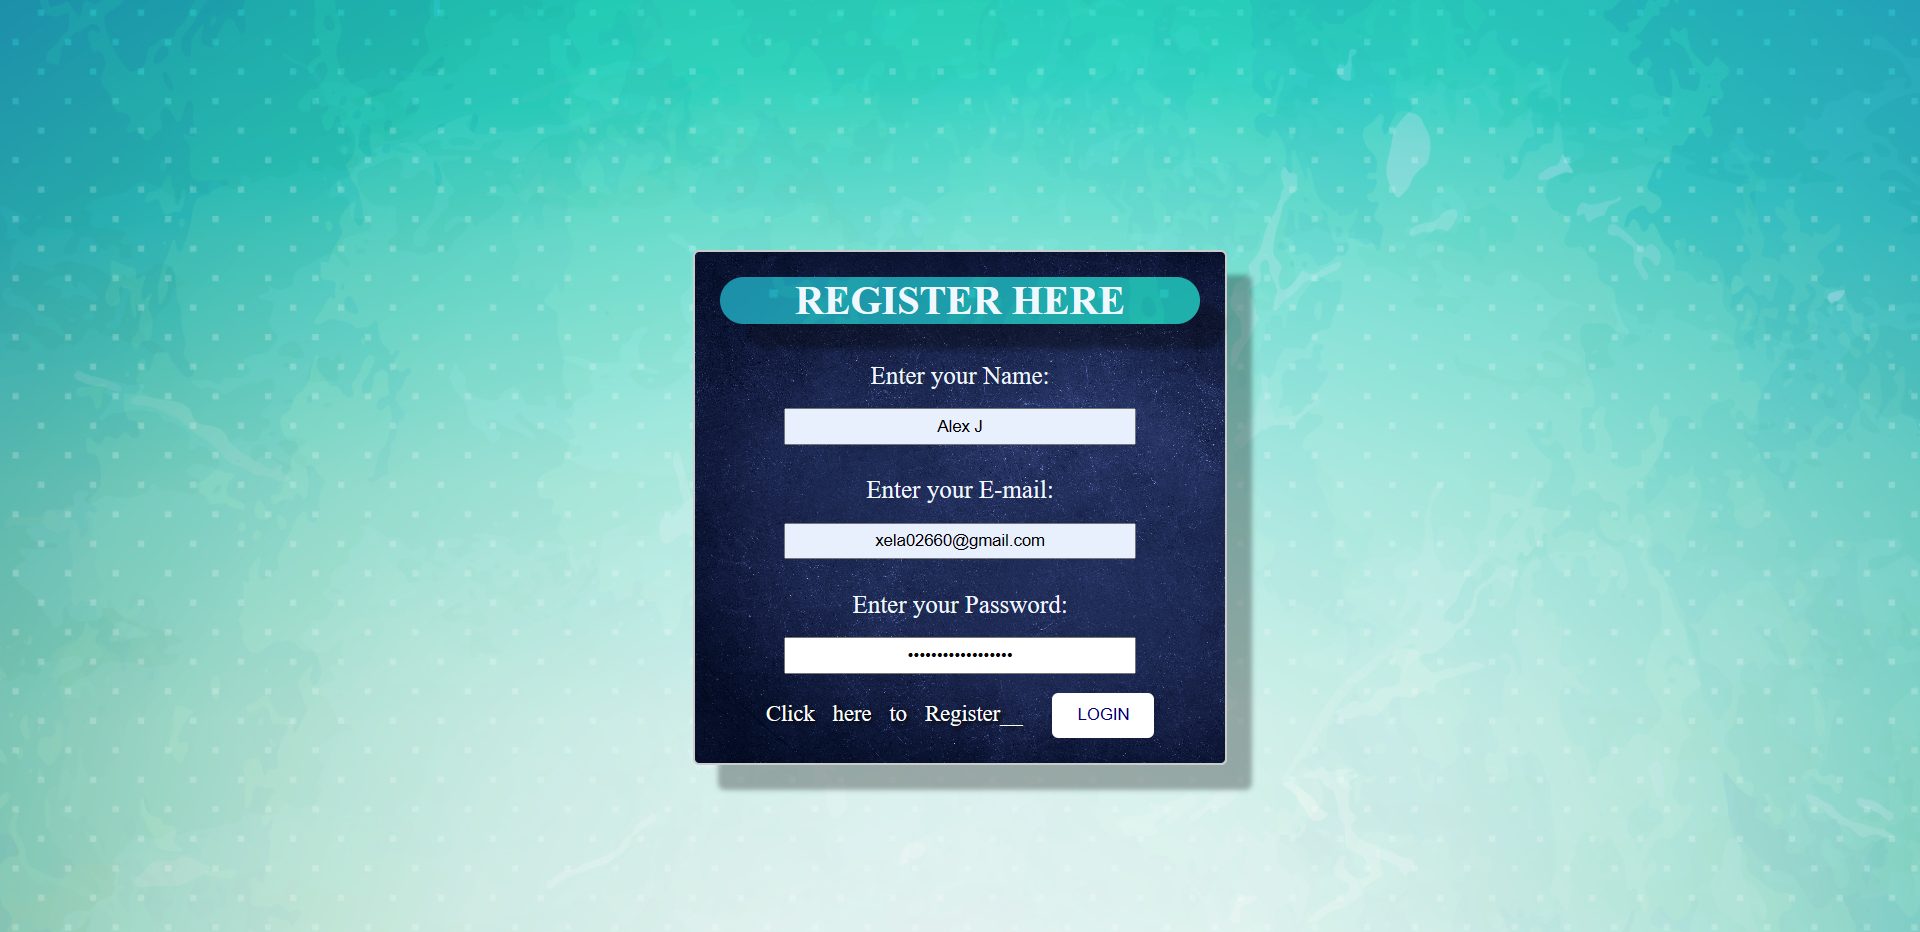 REGISTER HERE
Enter your Name:
Alex J
Enter your E-mail:
xela02660@gmail.com
Enter your Password:
••••••••••••••••••
Click here to Register__ LOGIN